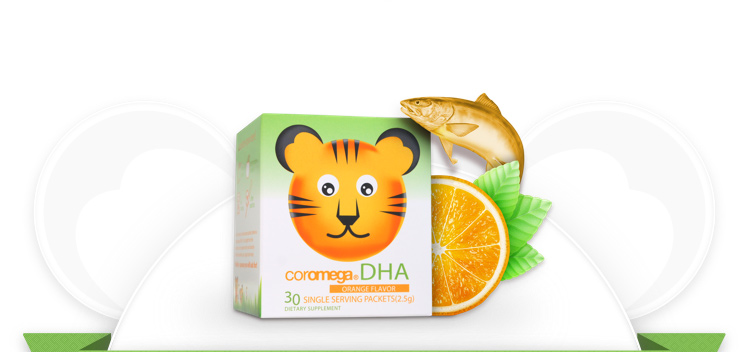 coromega® DHA
ORANGE FLAVOR
30 SINGLE SERVING PACKETS(2.5g)
DIETARY SUPPLEMENT